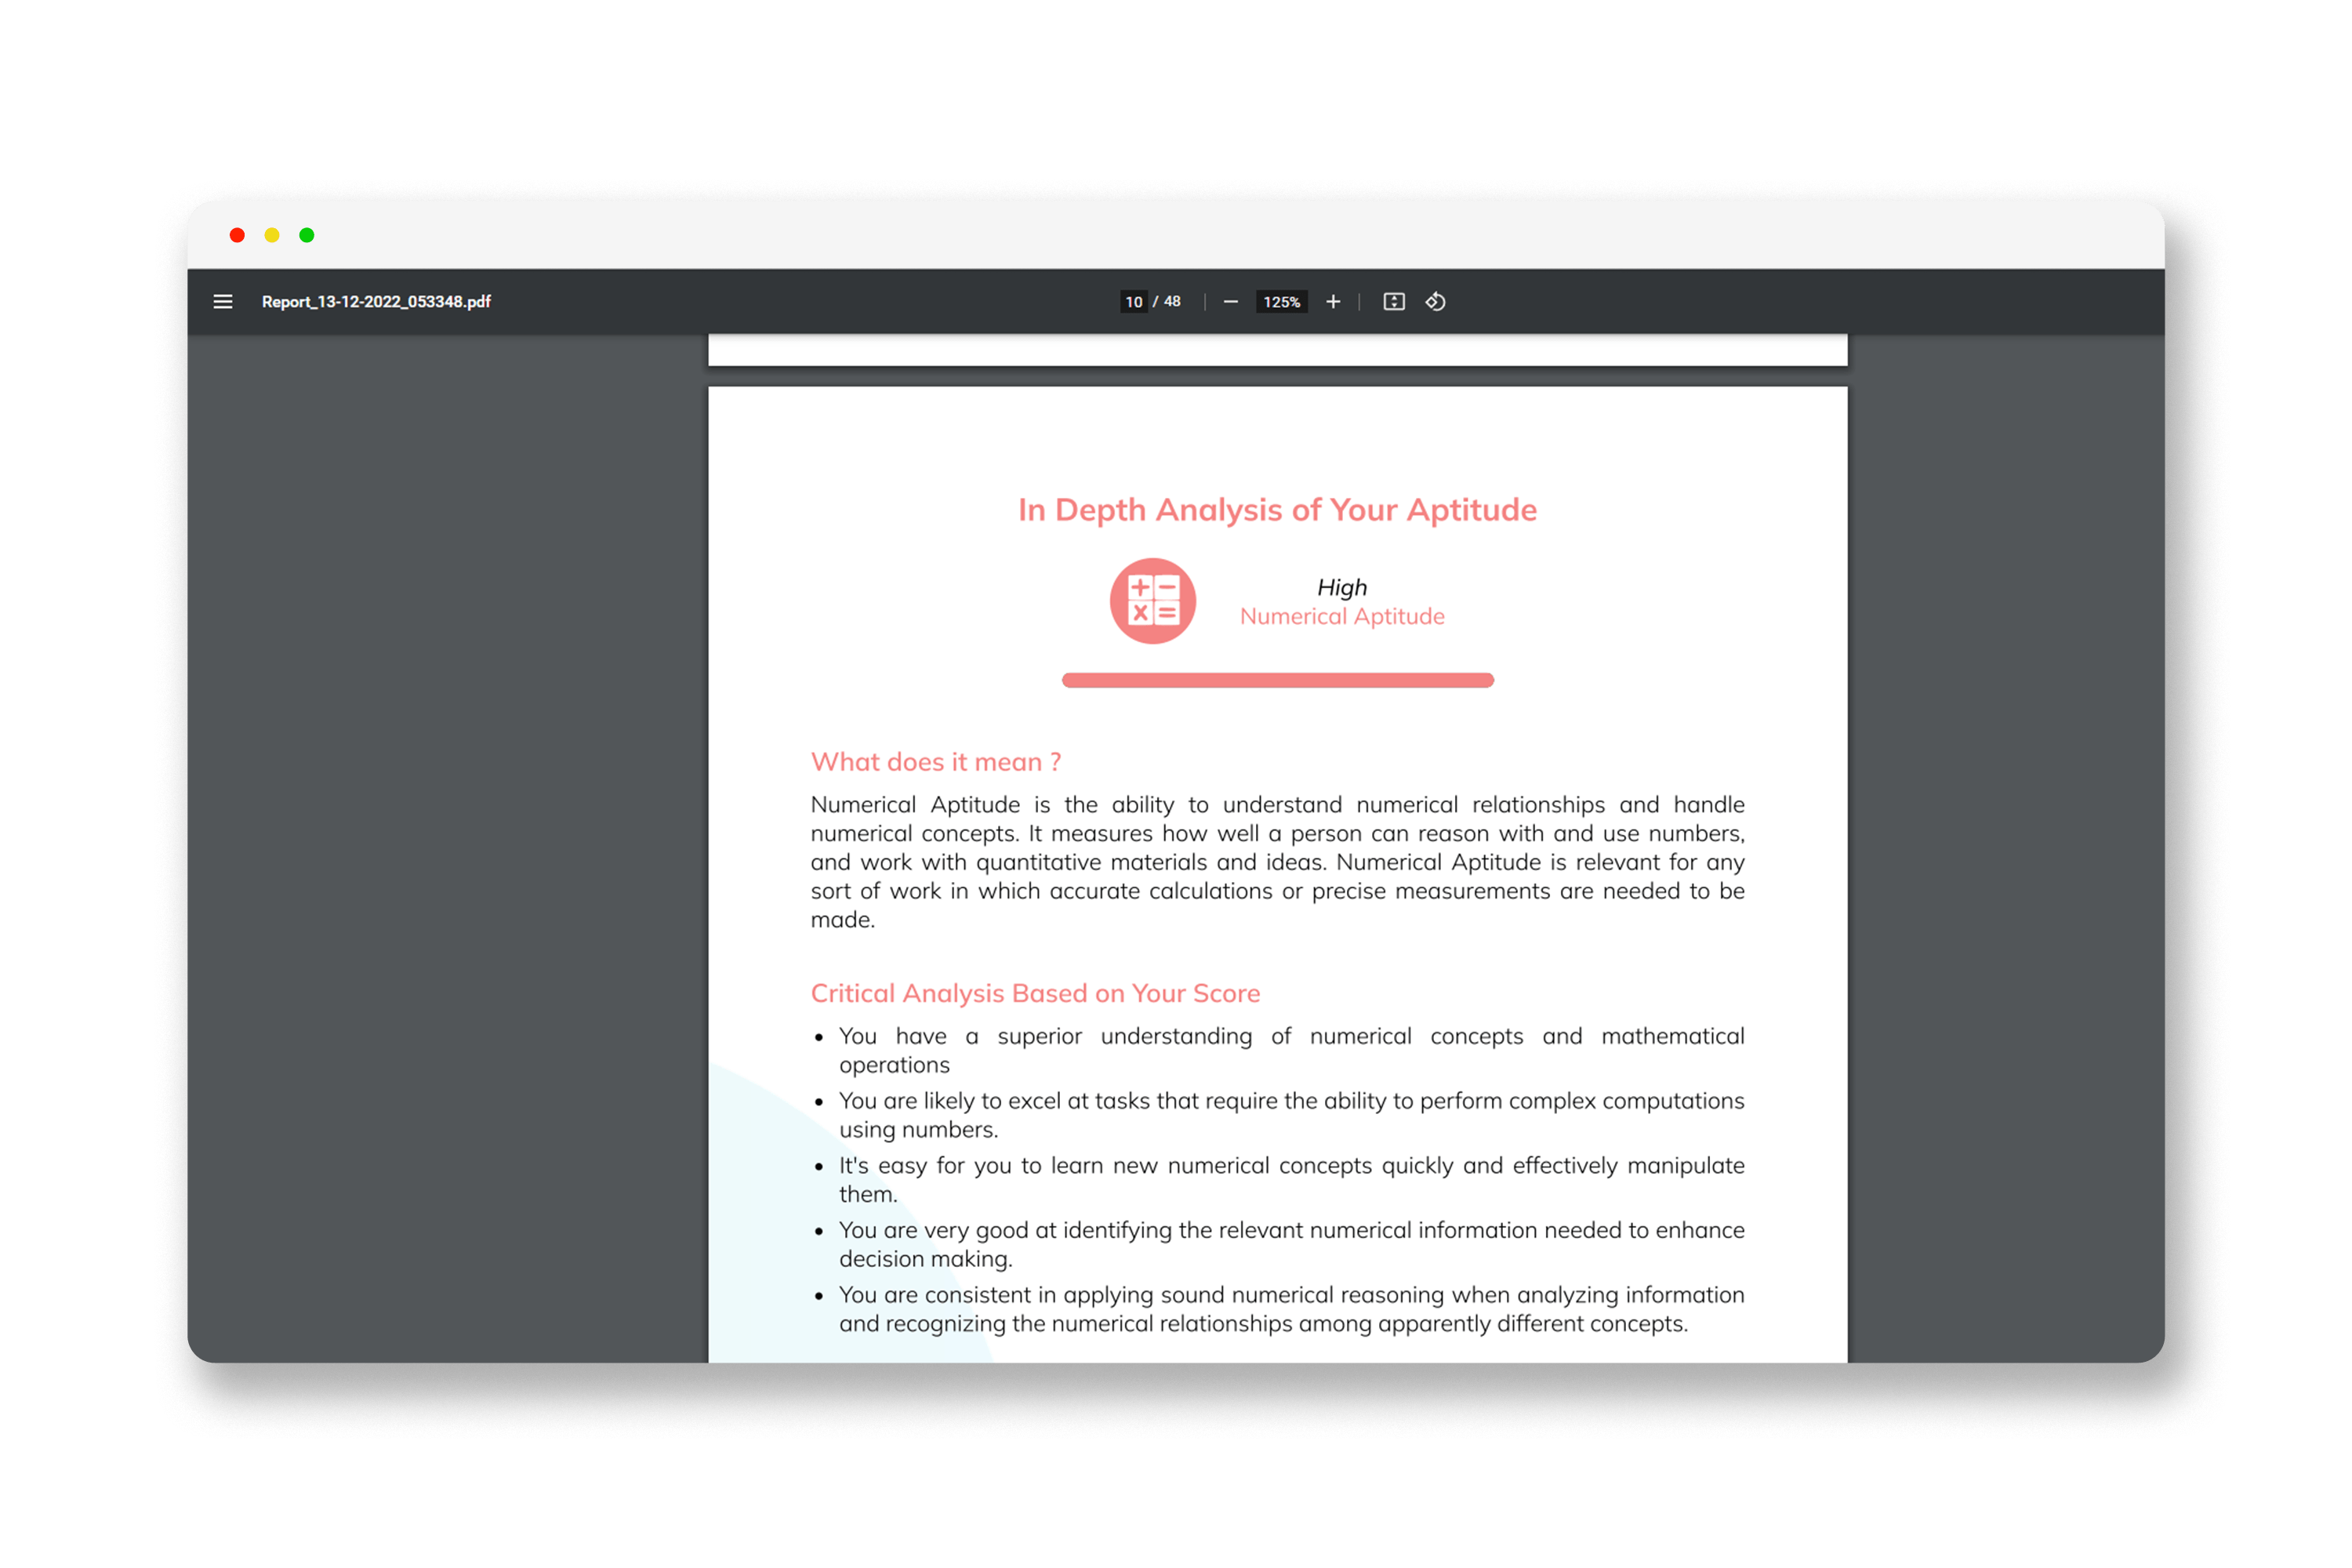 Report_13-12-2022_053348.pdf
10 / 48
125%
In Depth Analysis of Your Aptitude
High
Numerical Aptitude
What does it mean ?
Numerical Aptitude is the ability to understand numerical relationships and handle
numerical concepts. It measures how well a person can reason with and use numbers,
and work with quantitative materials and ideas. Numerical Aptitude is relevant for any
sort of work in which accurate calculations or precise measurements are needed to be
made.
Critical Analysis Based on Your Score
• You have a superior understanding of numerical concepts and mathematical
operations
• You are likely to excel at tasks that require the ability to perform complex computations
using numbers.
• It's easy for you to learn new numerical concepts quickly and effectively manipulate
them.
• You are very good at identifying the relevant numerical information needed to enhance
decision making.
• You are consistent in applying sound numerical reasoning when analyzing information
and recognizing the numerical relationships among apparently different concepts.